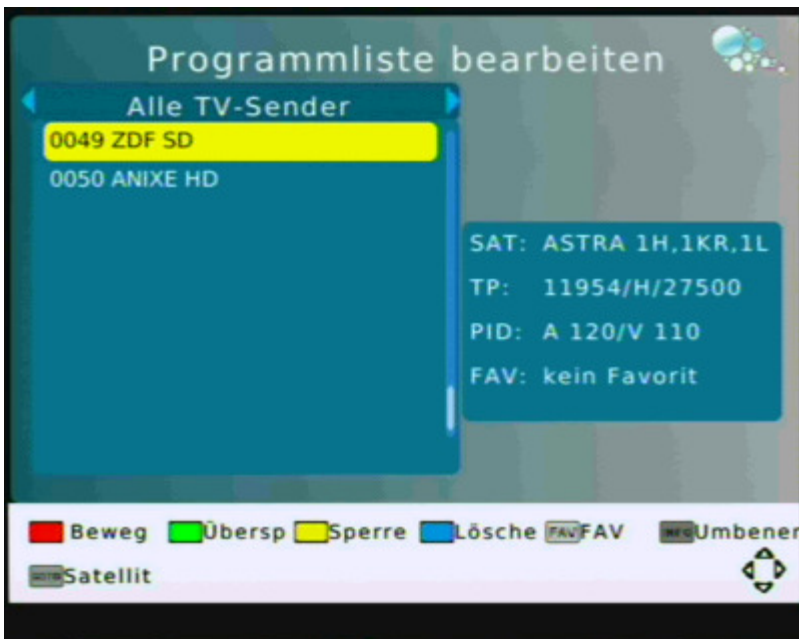 Programmliste bearbeiten
Alle TV-Sender
0049 ZDF SD
0050 ANIXE HD
SAT: ASTRA 1H,1KR,1L
TP: 11954/H/27500
PID: A 120/V 110
FAV: kein Favorit
Beweg Übersp Sperre Lösche FAV FAV Umbener
Satellit